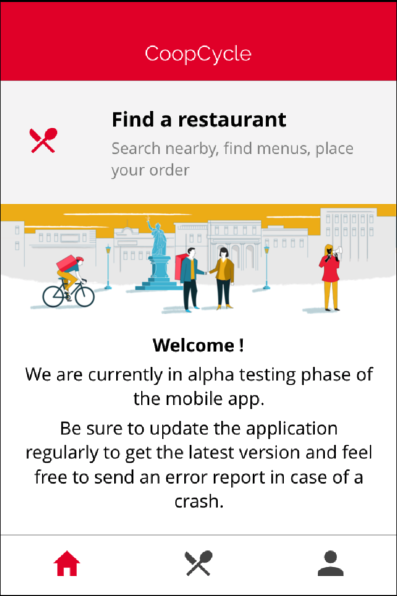 CoopCycle
Find a restaurant
Search nearby, find menus, place
your order
Welcome !
We are currently in alpha testing phase of
the mobile app.
Be sure to update the application
regularly to get the latest version and feel
free to send an error report in case of a
crash.